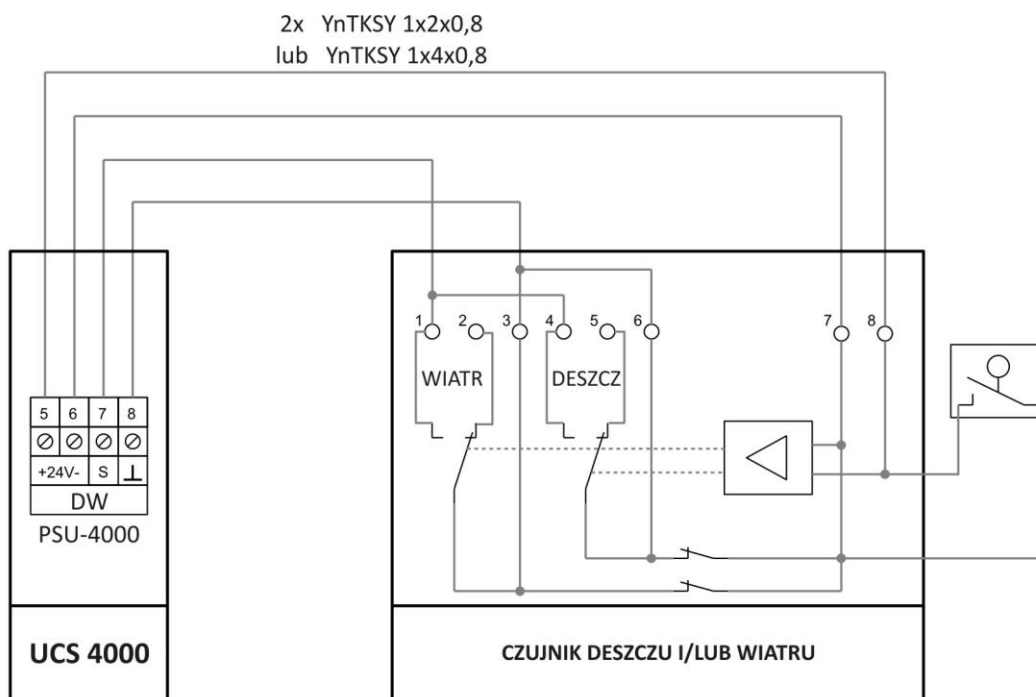 2x YnTKSY 1x2x0,8
lub YnTKSY 1x4x0,8
1 2 3 4 5 6 7 8
WIATR DESZCZ
5 6 7 8
+24V- S ⊥
DW
PSU-4000
UCS 4000
CZUJNIK DESZCZU I/LUB WIATRU